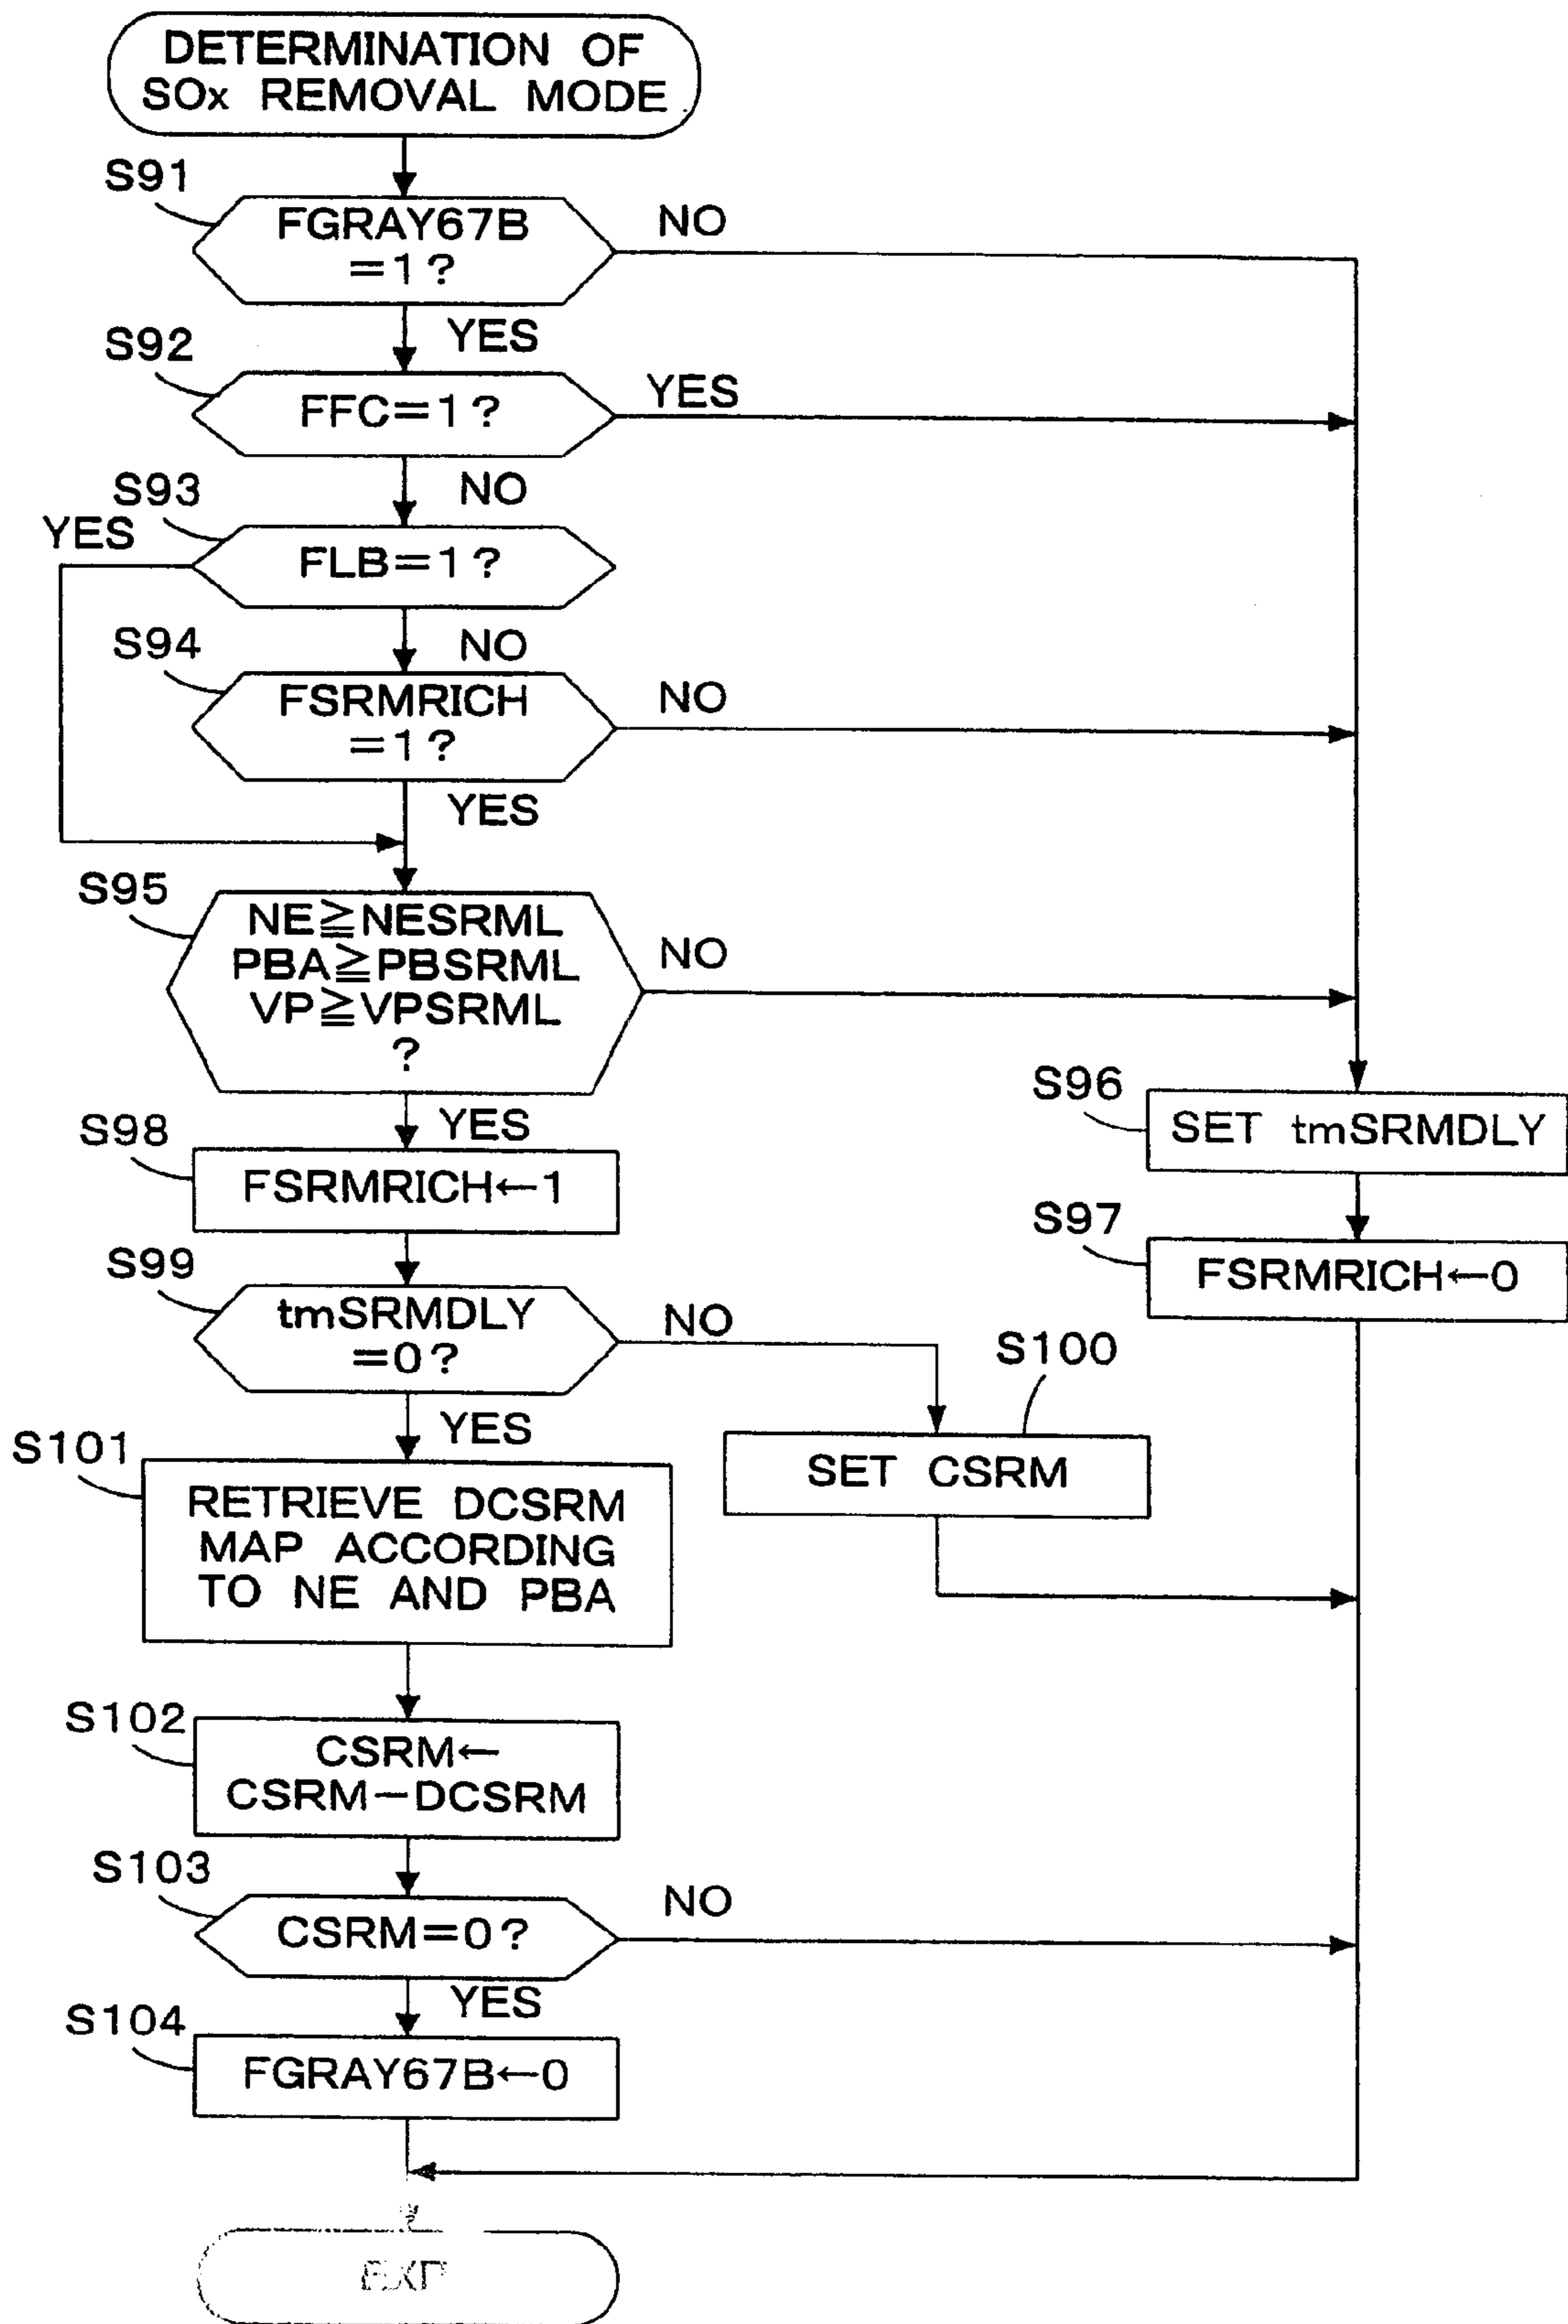 DETERMINATION OF
SOx REMOVAL MODE
S91
FGRAY67B
=1?
NO
YES
S92
FFC=1?
YES
NO
S93
YES
FLB=1?
NO
S94
FSRMRICH
=1?
NO
YES
S95
NE≧NESRML
PBA≧PBSRML
VP≧VPSRML
?
NO
YES
S96
SET tmSRMDLY
S97
FSRMRICH←0
S98
FSRMRICH←1
S99
tmSRMDLY
=0?
NO
YES
S100
SET CSRM
S101
RETRIEVE DCSRM
MAP ACCORDING
TO NE AND PBA
S102
CSRM←
CSRM−DCSRM
S103
CSRM=0?
NO
YES
S104
FGRAY67B←0